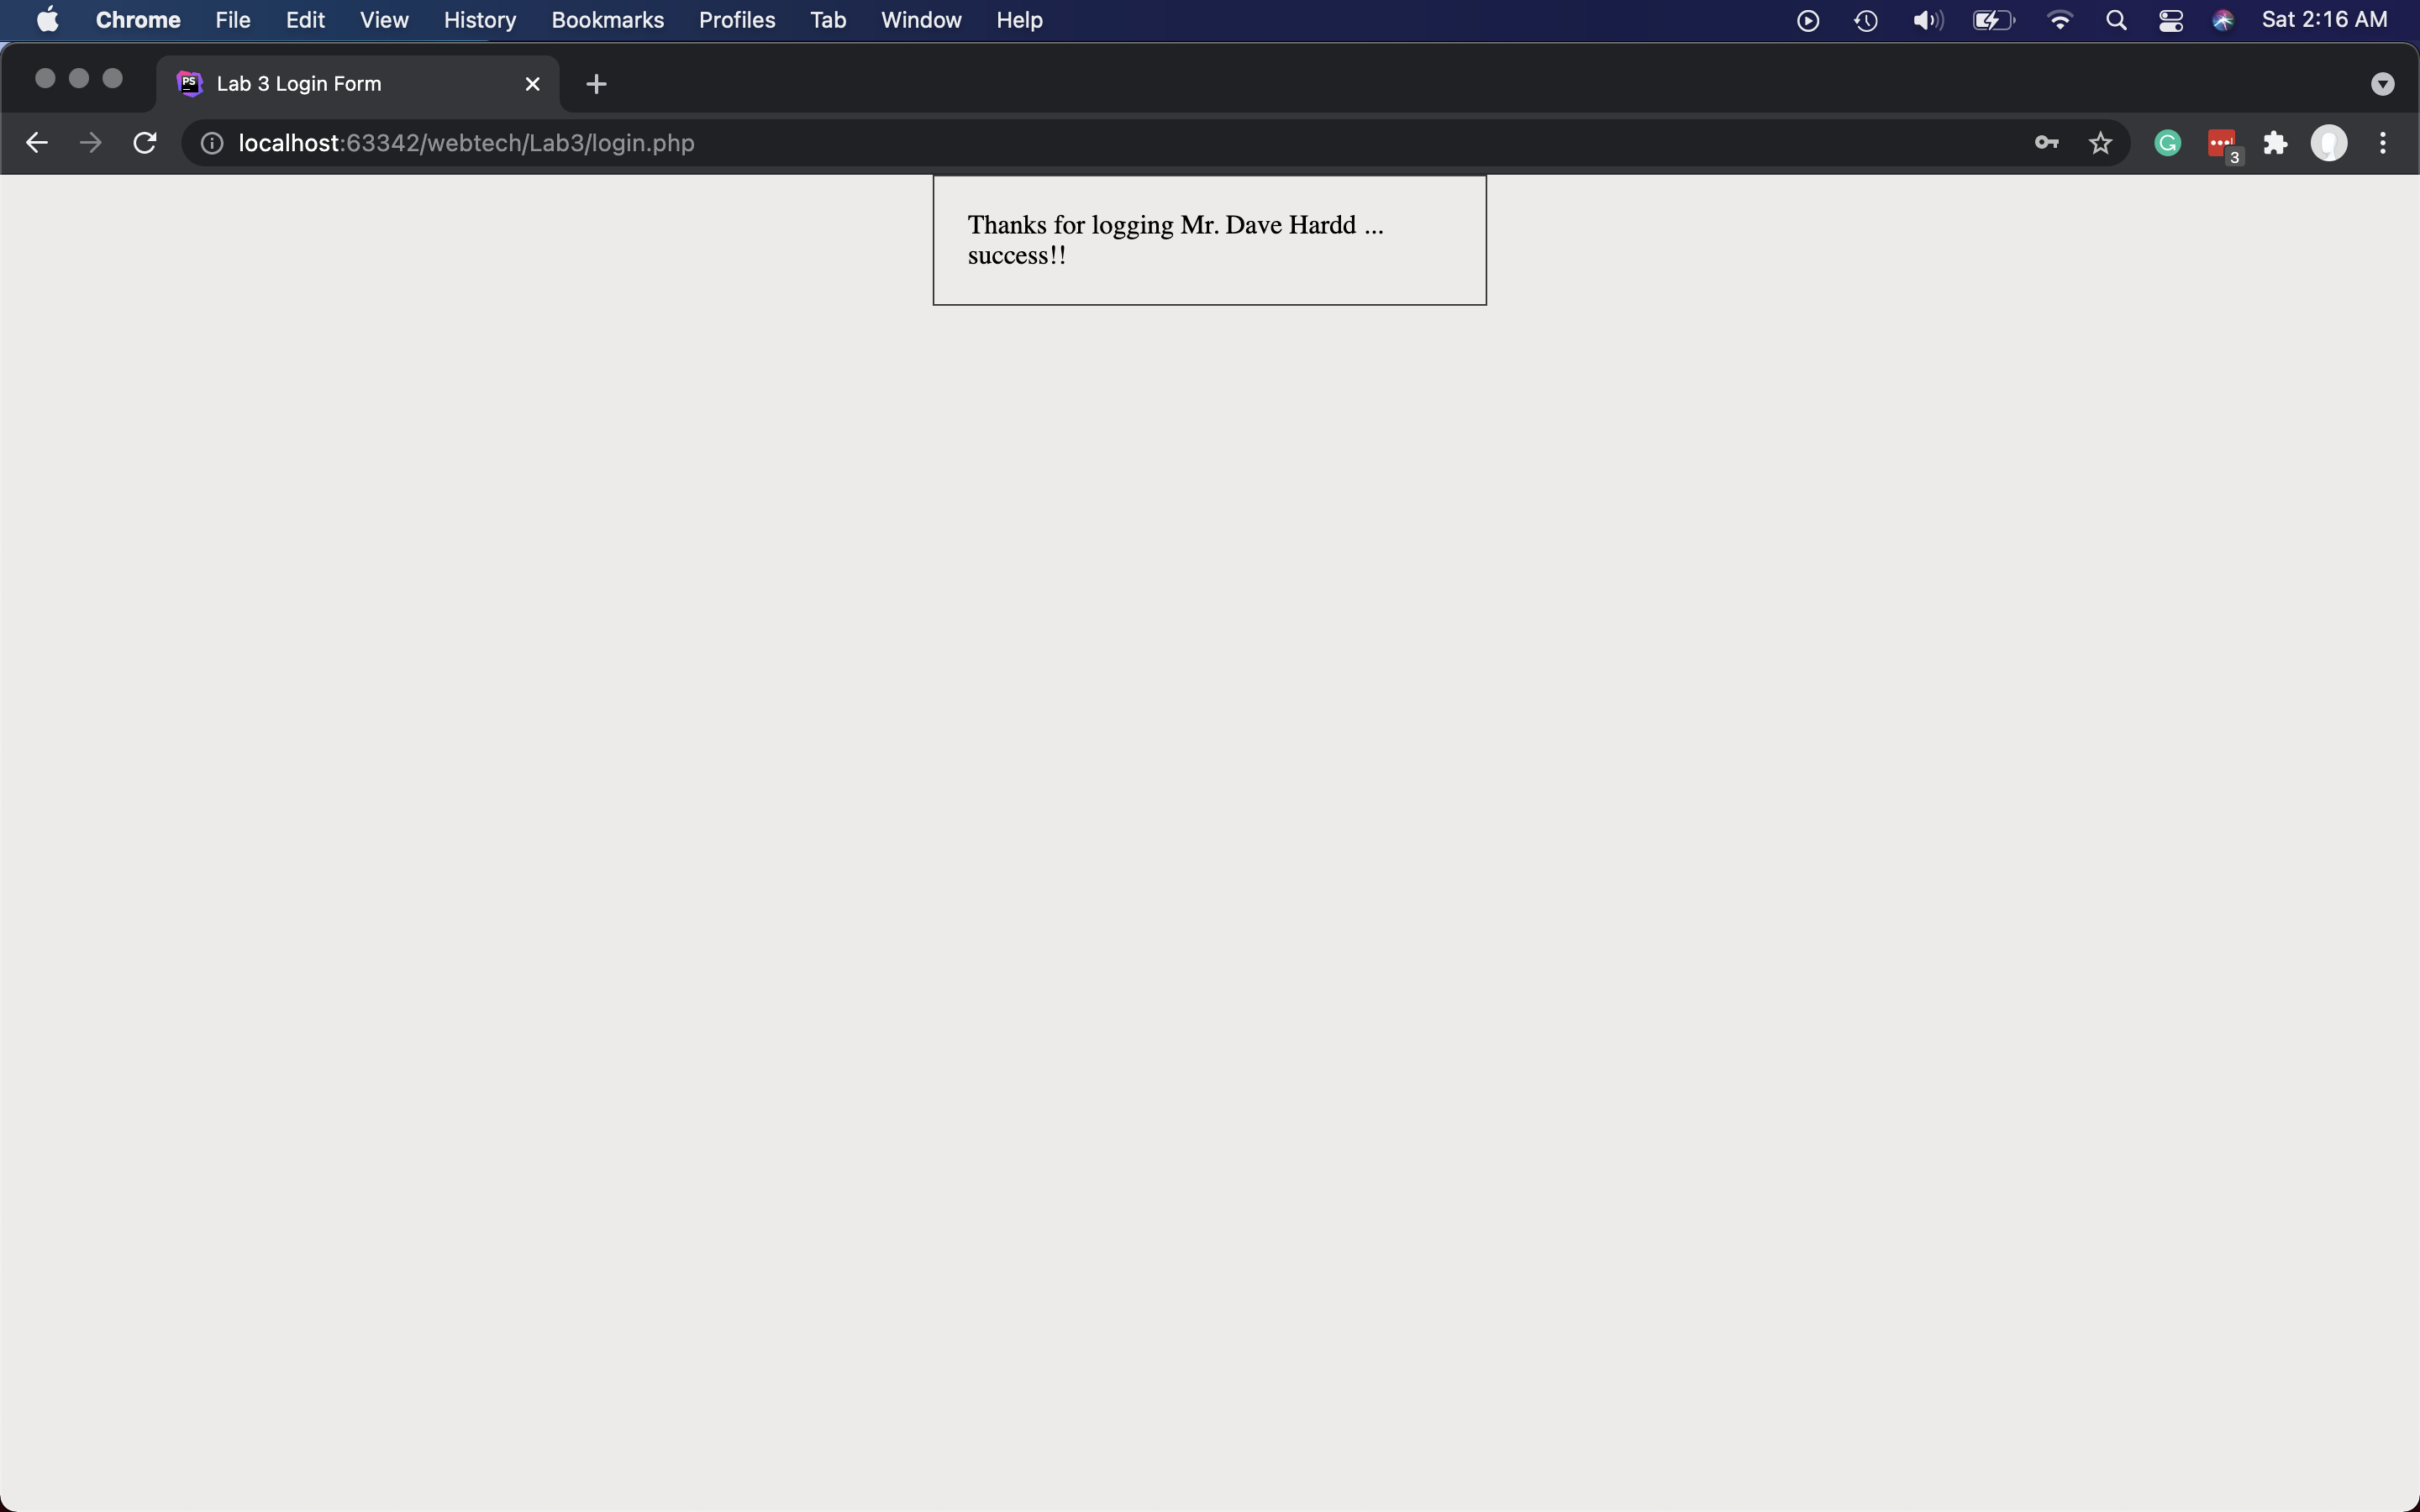 Chrome File Edit View History Bookmarks Profiles Tab Window Help Sat 2:16 AM
PS Lab 3 Login Form
localhost:63342/webtech/Lab3/login.php G 3
Thanks for logging Mr. Dave Hardd ...
success!!